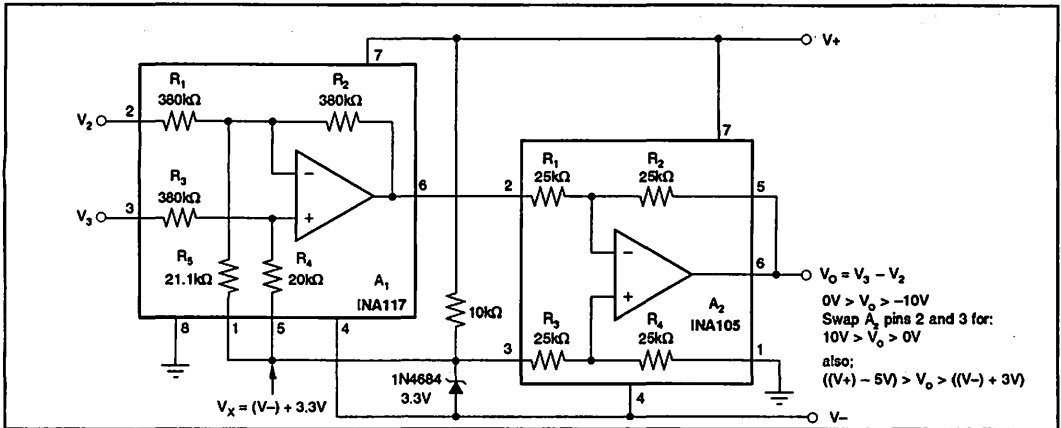 V+
7
R1
380kΩ
R2
380kΩ
V2
2
−
R3
380kΩ
V3
3
+
6
R5
21.1kΩ
R4
20kΩ
A1
INA117
8
1
5
4
10kΩ
VX = (V−) + 3.3V
1N4684
3.3V
7
R1
25kΩ
R2
25kΩ
2
5
−
+
6
A2
INA105
R3
25kΩ
R4
25kΩ
3
1
4
VO = V3 − V2
0V > VO > −10V
Swap A2 pins 2 and 3 for:
10V > VO > 0V
also;
((V+) − 5V) > VO > ((V−) + 3V)
V−